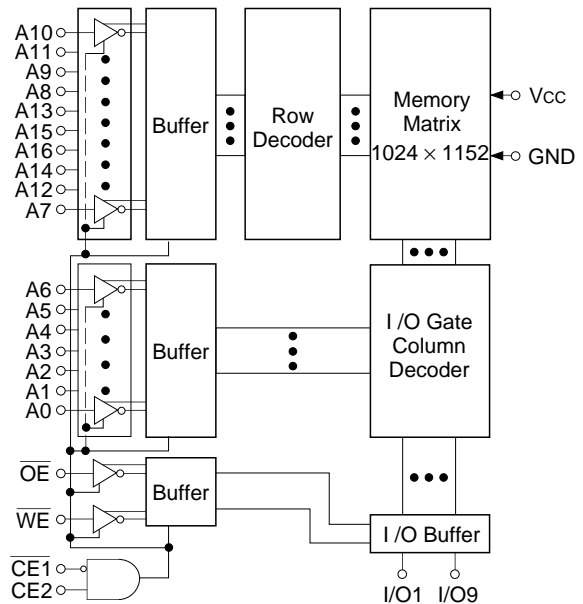 A10
A11
A9
A8
A13
A15
A16
A14
A12
A7
Buffer
Row
Decoder
Memory
Matrix
1024 × 1152
VCC
GND
A6
A5
A4
A3
A2
A1
A0
Buffer
I /O Gate
Column
Decoder
OE
WE
Buffer
I /O Buffer
CE1
CE2
I/O1 I/O9